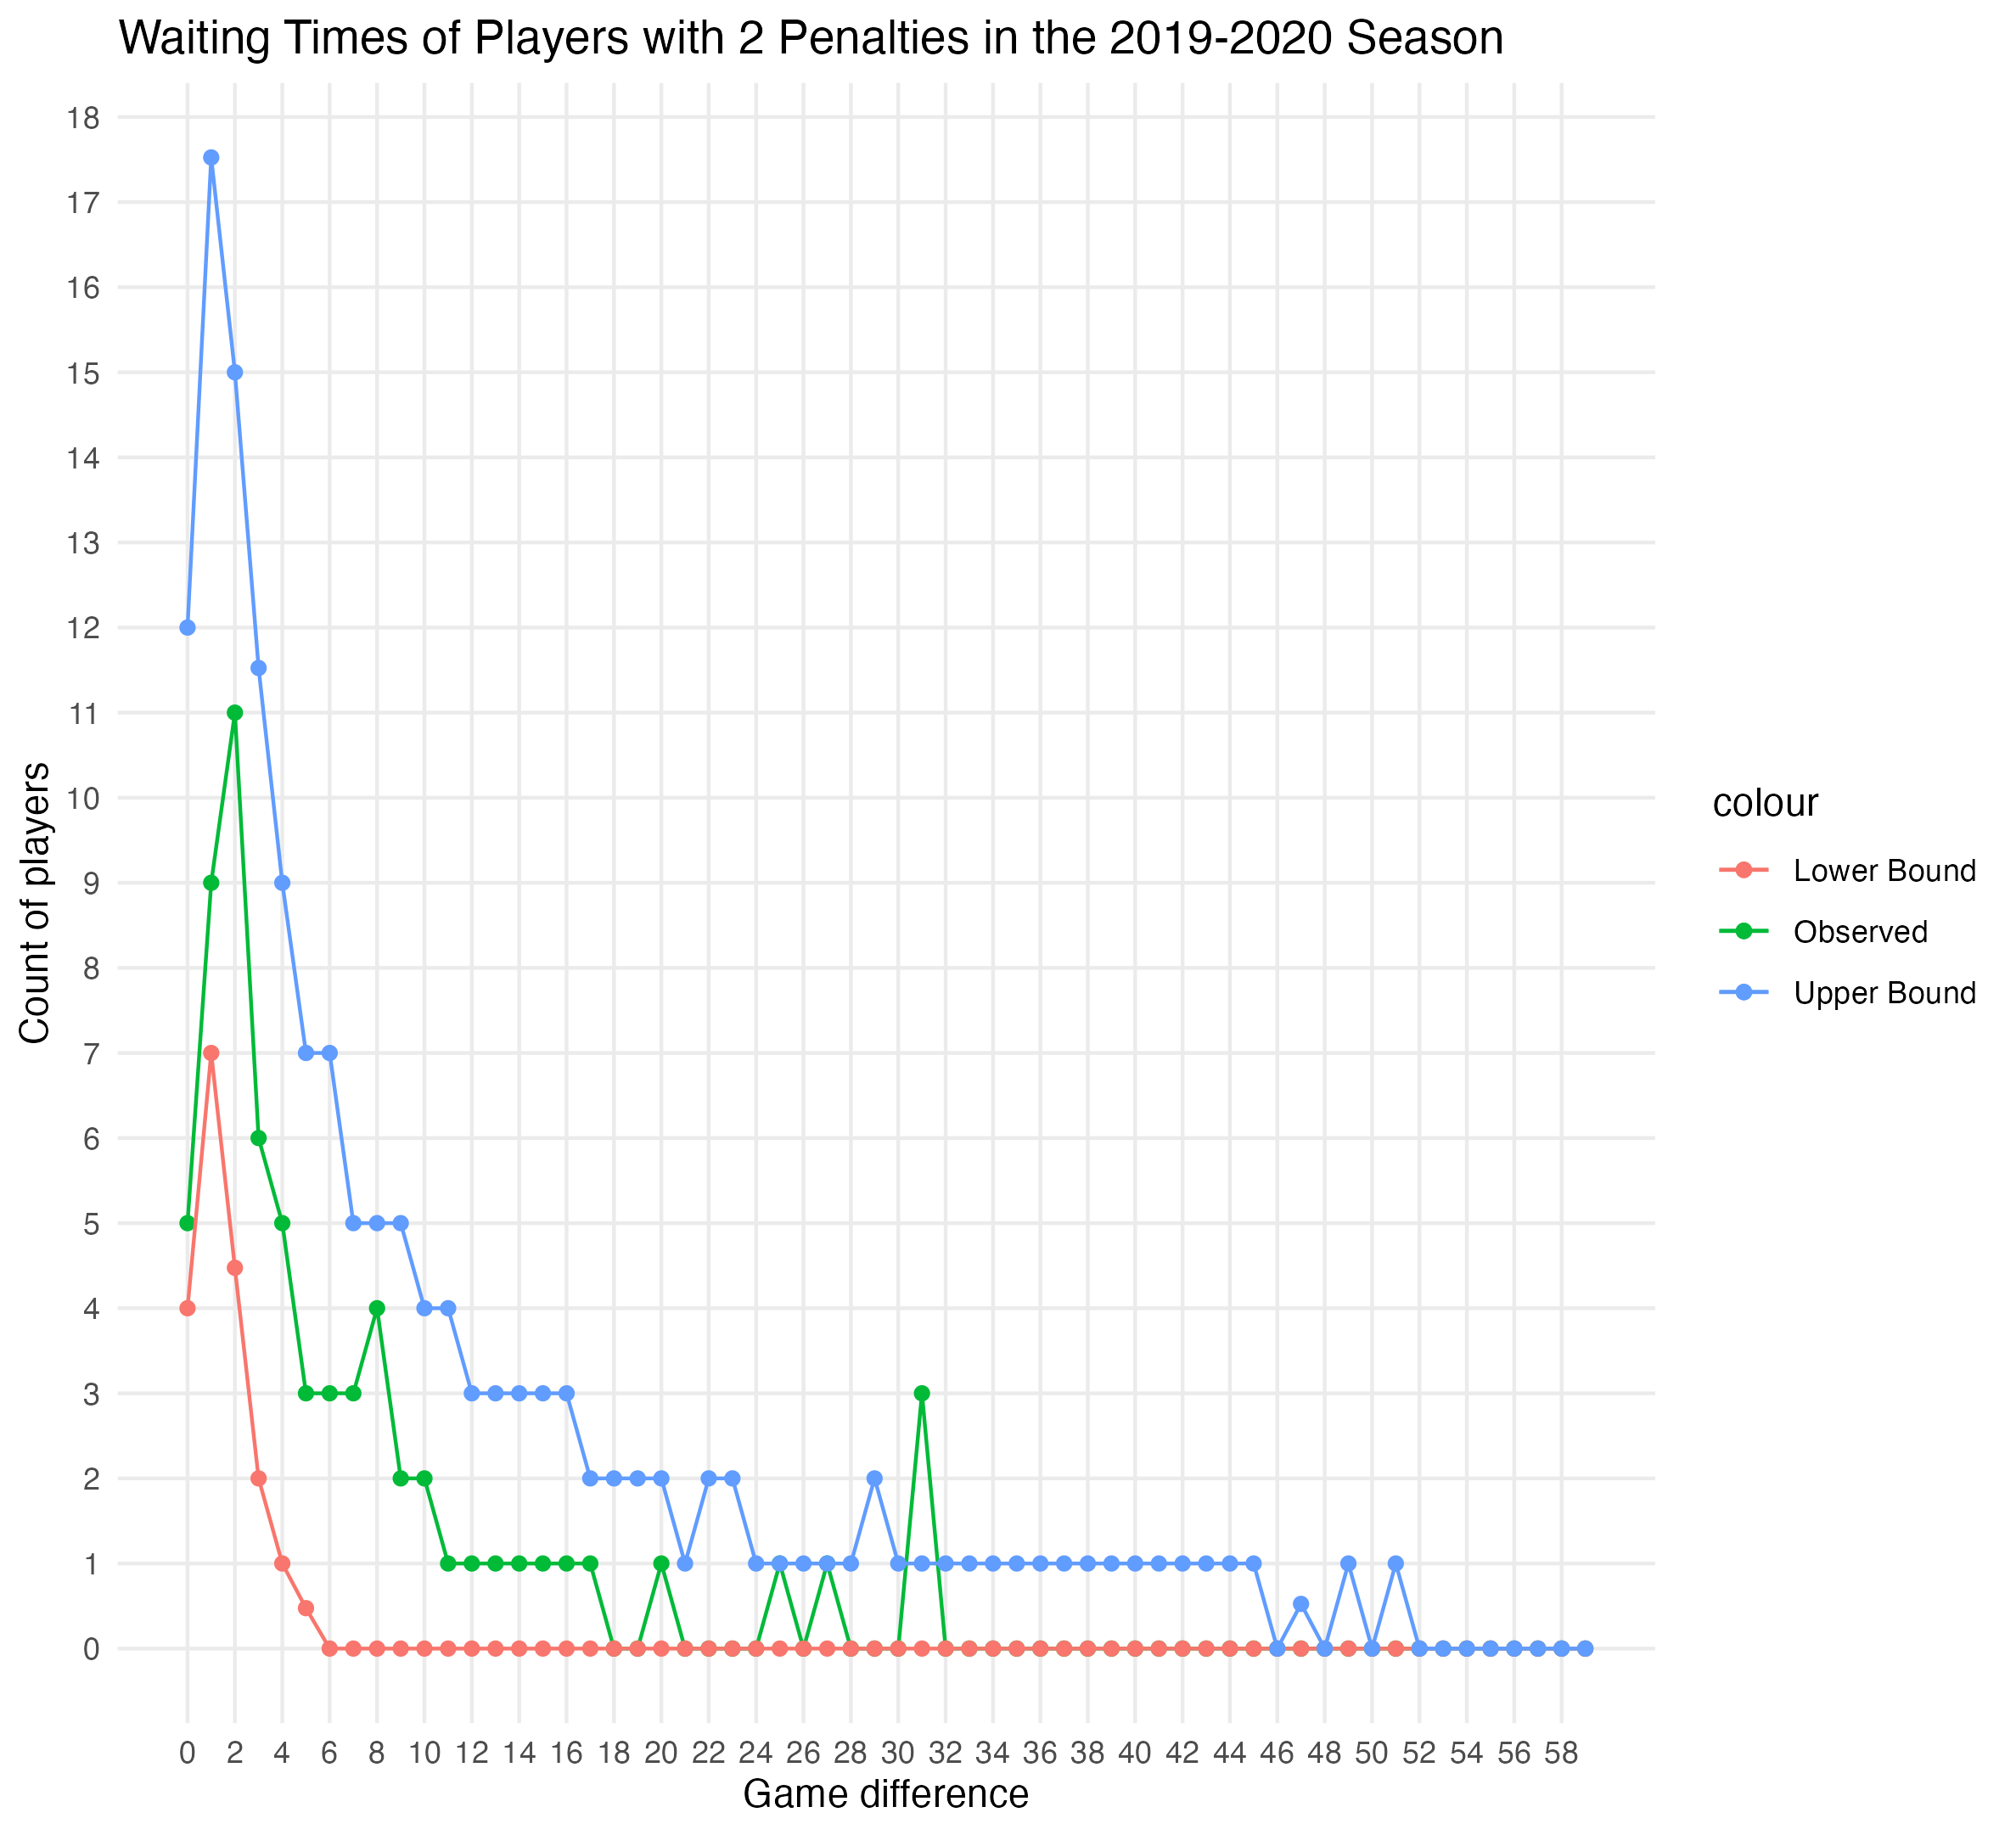 Waiting Times of Players with 2 Penalties in the 2019-2020 Season
18
17
16
15
14
13
12
11
10
9
8
7
6
5
4
3
2
1
0
Count of players
0 2 4 6 8 10 12 14 16 18 20 22 24 26 28 30 32 34 36 38 40 42 44 46 48 50 52 54 56 58
Game difference
colour
Lower Bound
Observed
Upper Bound